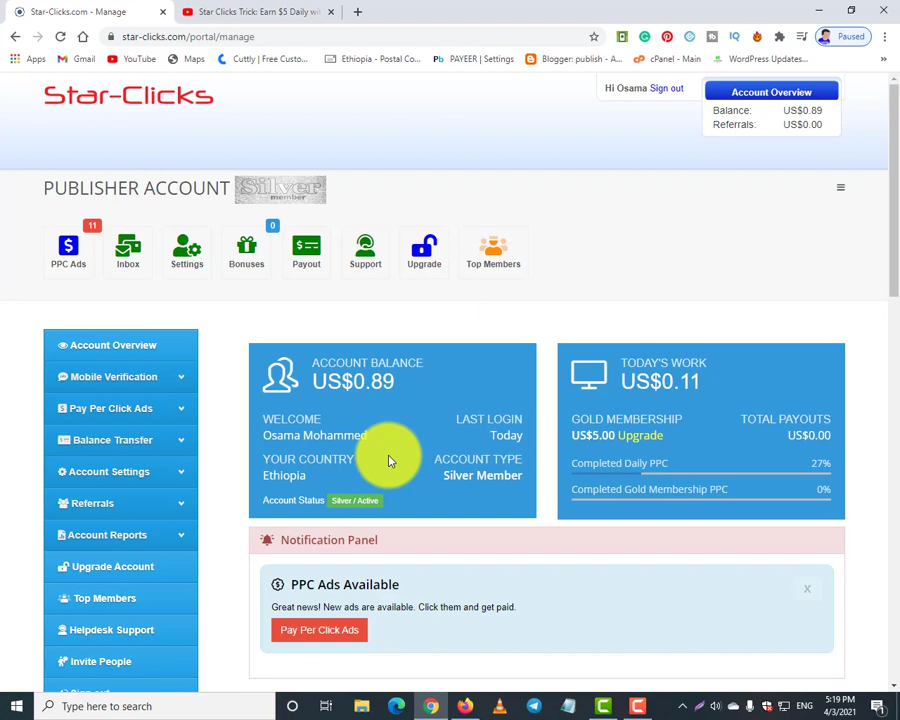 Star-Clicks.com - Manage
Star Clicks Trick: Earn $5 Daily wit
star-clicks.com/portal/manage
Paused
Apps
Gmail
YouTube
Maps
Cuttly | Free Custo...
Ethiopia - Postal Co...
PAYEER | Settings
Blogger: publish - A...
cPanel - Main
WordPress Updates...
»
Star-Clicks
Hi Osama Sign out
Account Overview
Balance: US$0.89
Referrals: US$0.00
PUBLISHER ACCOUNT Silver member
11
0
PPC Ads
Inbox
Settings
Bonuses
Payout
Support
Upgrade
Top Members
Account Overview
Mobile Verification
Pay Per Click Ads
Balance Transfer
Account Settings
Referrals
Account Reports
Upgrade Account
Top Members
Helpdesk Support
Invite People
ACCOUNT BALANCE
US$0.89
WELCOME LAST LOGIN
Osama Mohammed Today
YOUR COUNTRY ACCOUNT TYPE
Ethiopia Silver Member
Account Status Silver / Active
TODAY'S WORK
US$0.11
GOLD MEMBERSHIP TOTAL PAYOUTS
US$5.00 Upgrade US$0.00
Completed Daily PPC 27%
Completed Gold Membership PPC 0%
Notification Panel
PPC Ads Available
X
Great news! New ads are available. Click them and get paid.
Pay Per Click Ads
Type here to search
ENG
5:19 PM
4/3/2021
1